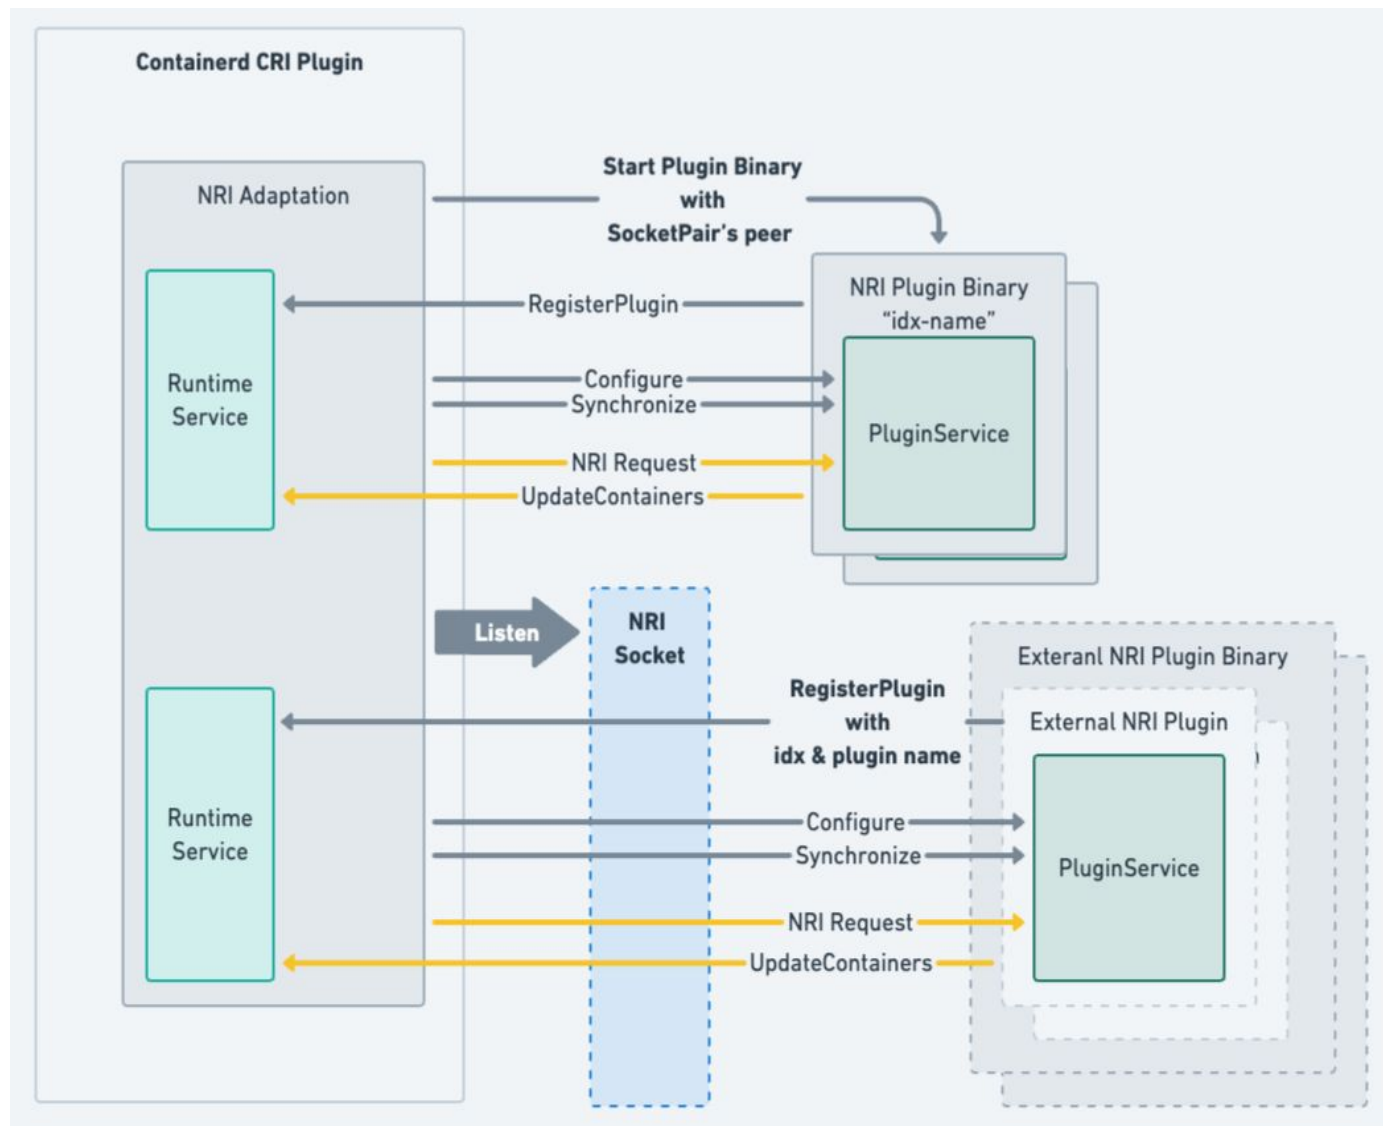 Containerd CRI Plugin
NRI Adaptation
Start Plugin Binary
with
SocketPair's peer
NRI Plugin Binary
“idx-name”
RegisterPlugin
Runtime
Service
Configure
Synchronize
PluginService
NRI Request
UpdateContainers
Listen
NRI
Socket
Exteranl NRI Plugin Binary
RegisterPlugin
with
idx & plugin name
External NRI Plugin
Runtime
Service
Configure
Synchronize
PluginService
NRI Request
UpdateContainers